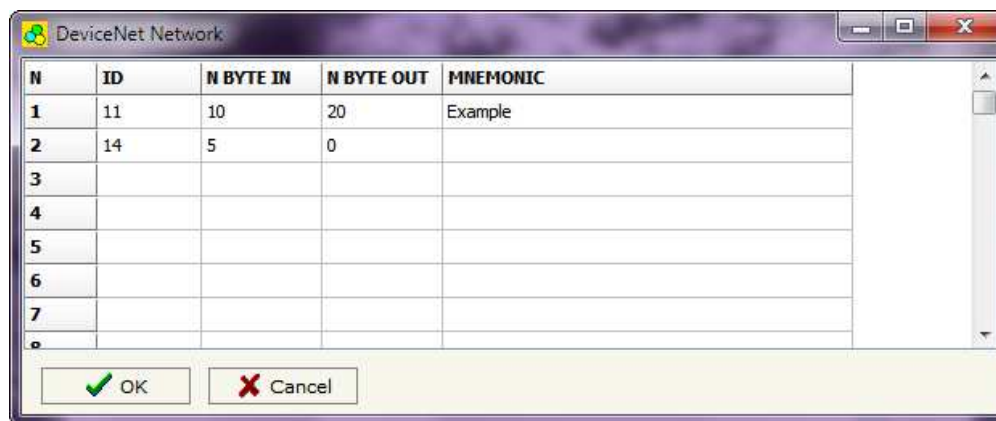 DeviceNet Network
N ID N BYTE IN N BYTE OUT MNEMONIC
1 11 10 20 Example
2 14 5 0
3
4
5
6
7
OK Cancel